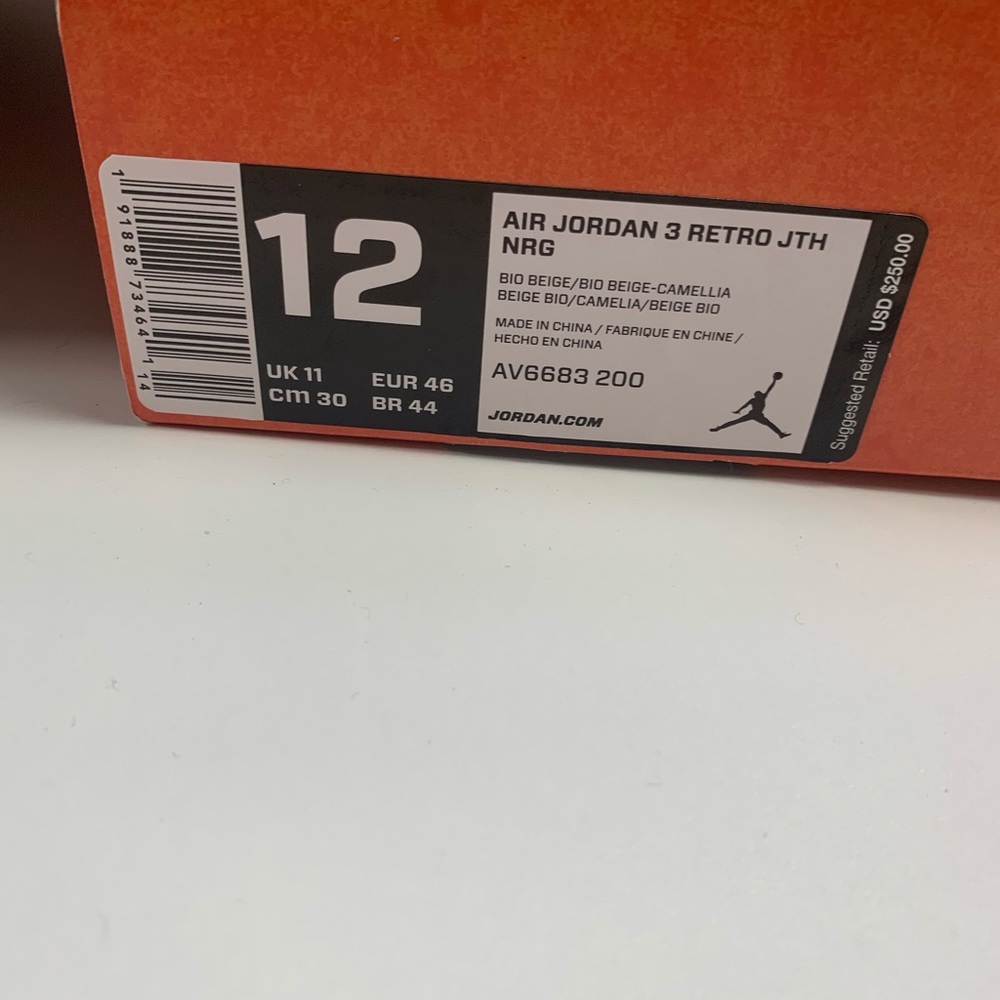 1 91888 73464 1 14
12
UK 11
cm 30
EUR 46
BR 44
AIR JORDAN 3 RETRO JTH
NRG
BIO BEIGE/BIO BEIGE-CAMELLIA
BEIGE BIO/CAMELIA/BEIGE BIO
MADE IN CHINA / FABRIQUE EN CHINE /
HECHO EN CHINA
AV6683 200
JORDAN.COM
Suggested Retail: USD $250.00